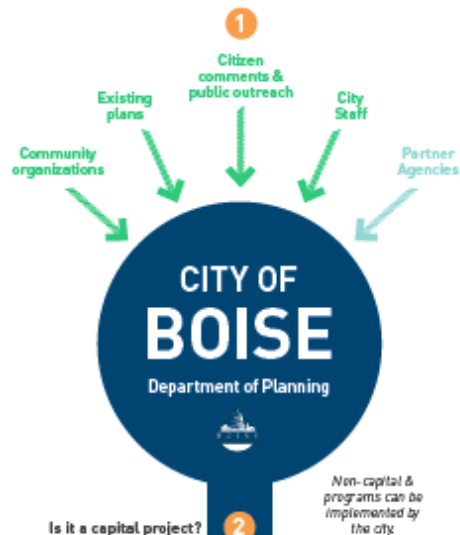 1
Citizen
comments &
public outreach
Existing
plans
City
Staff
Community
organizations
Partner
Agencies
CITY OF
BOISE
Department of Planning
BOISE
Non-capital &
programs can be
implemented by
the city.
Is it a capital project?
2